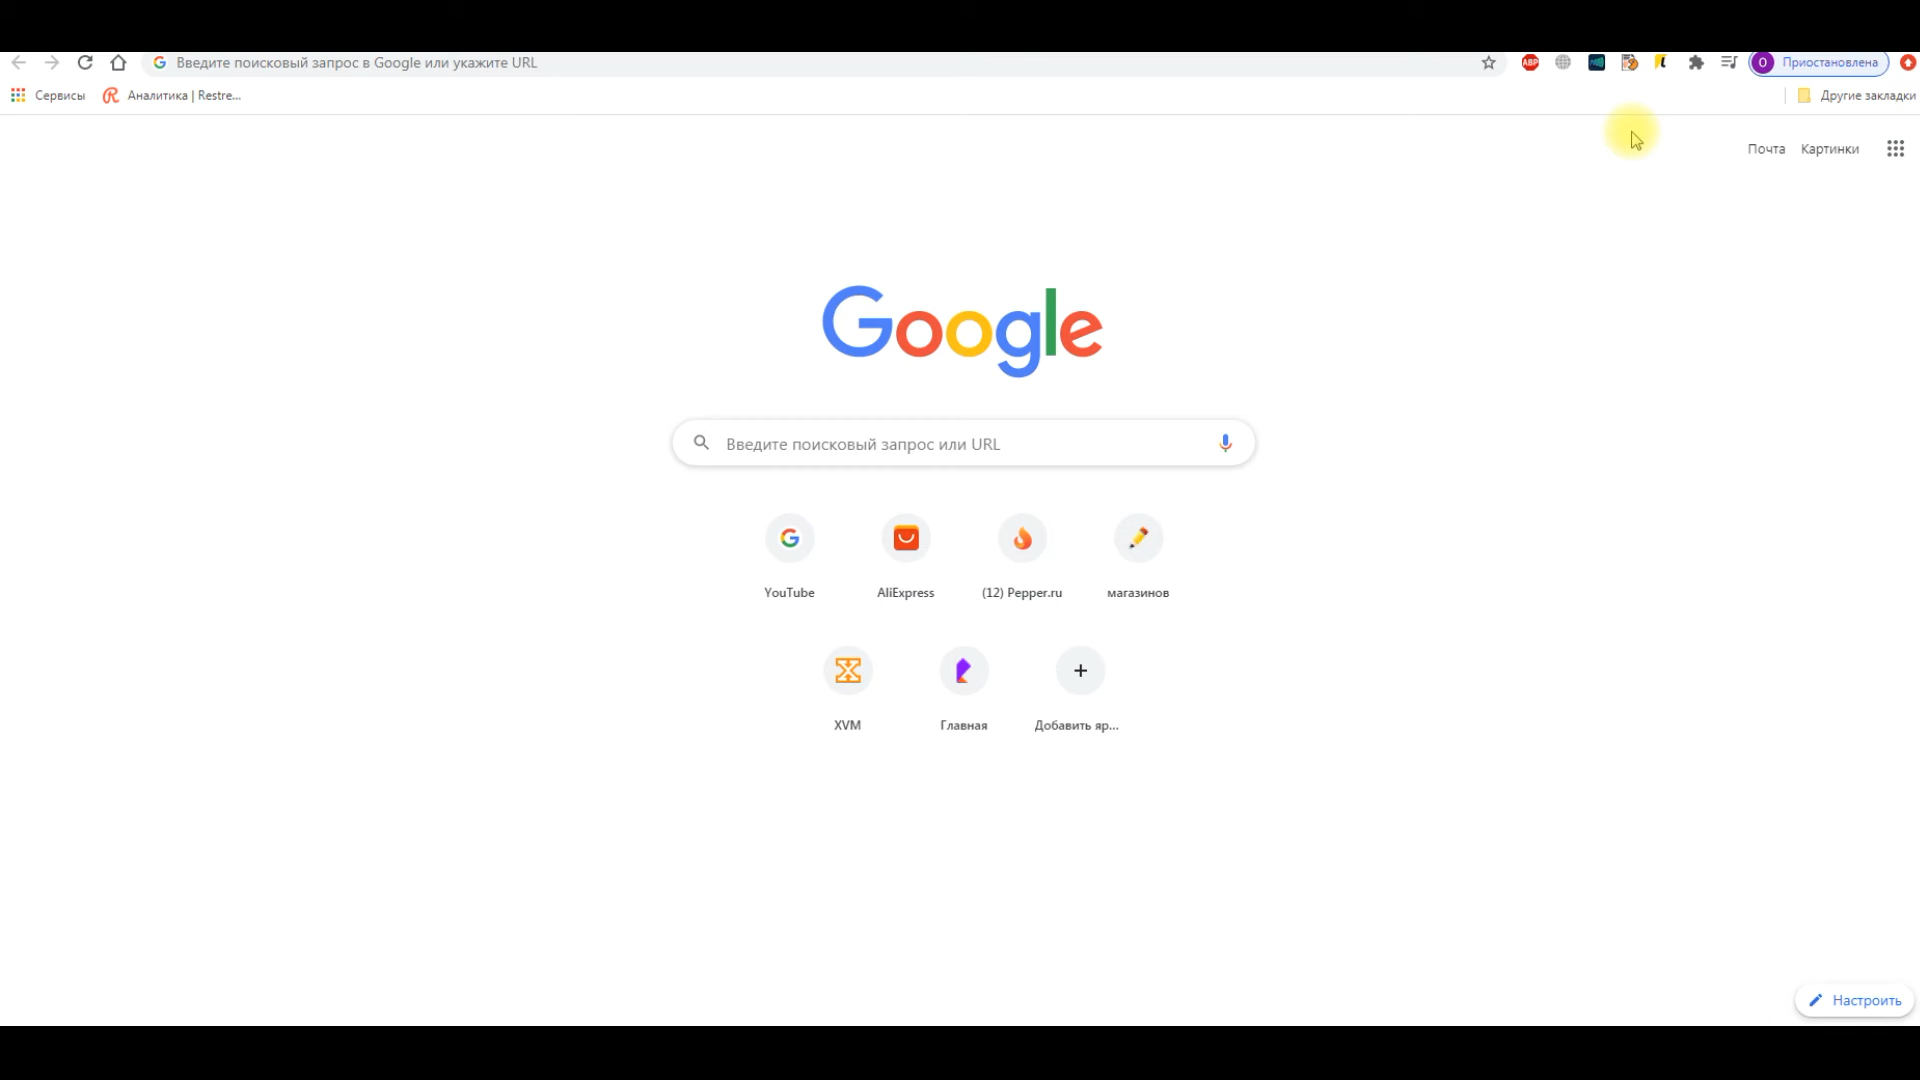 Введите поисковый запрос в Google или укажите URL
ABP
О Приостановлена
Сервисы
Аналитика | Restre...
Другие закладки
Почта
Картинки
Google
Введите поисковый запрос или URL
YouTube
AliExpress
(12) Pepper.ru
магазинов
XVM
Главная
Добавить яр...
Настроить